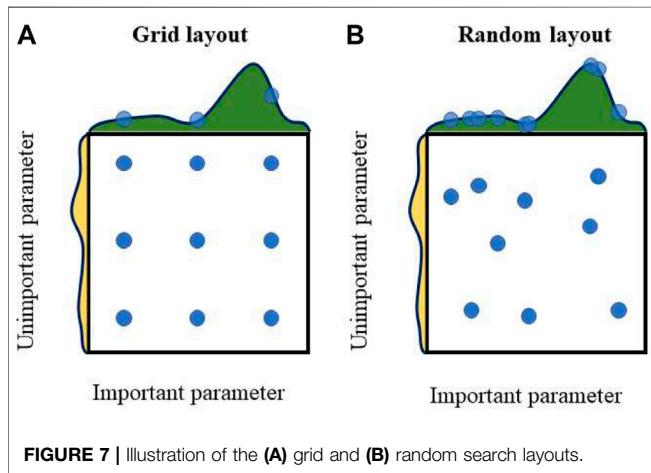 A
Grid layout
Unimportant parameter
Important parameter
B
Random layout
Unimportant parameter
Important parameter
FIGURE 7 | Illustration of the (A) grid and (B) random search layouts.